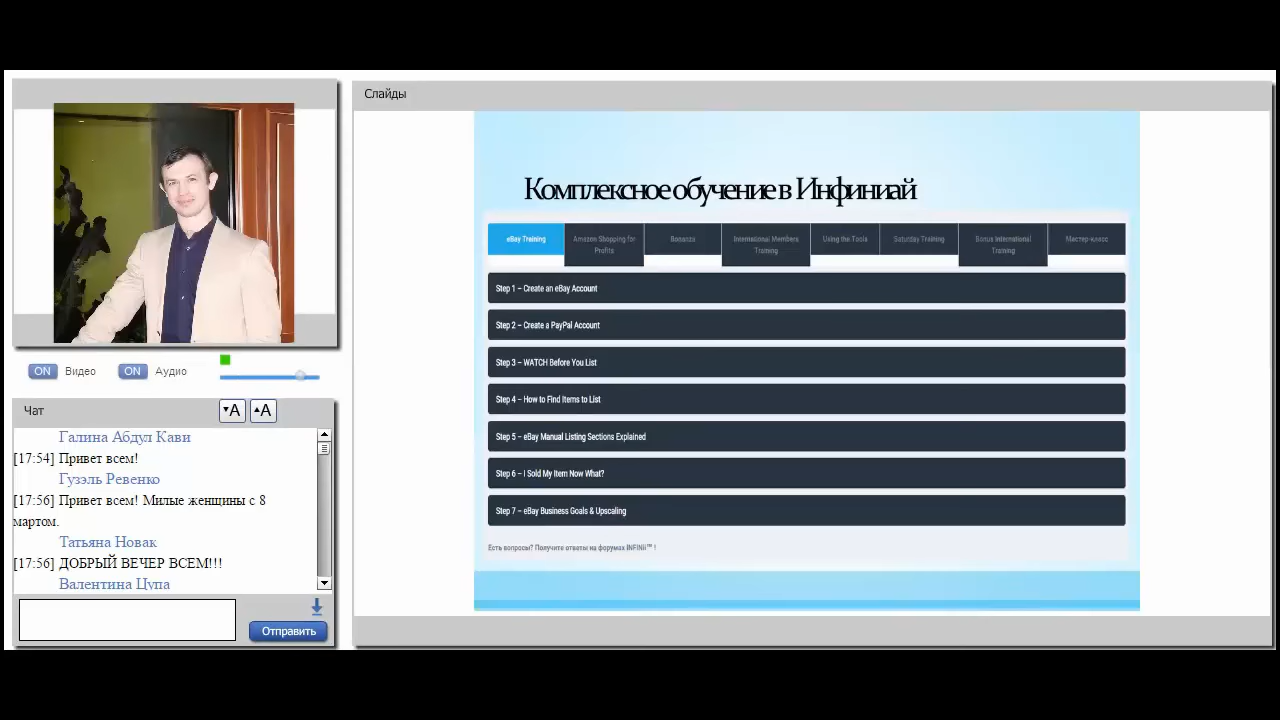 Слайды
Комплексное обучение в Инфиниай
eBay Training
Amazon Shopping for
Profits
Bonanza
International Members
Training
Using the Tools
Saturday Training
Bonus International
Training
Мастер-класс
Step 1 – Create an eBay Account
Step 2 – Create a PayPal Account
Step 3 – WATCH Before You List
Step 4 – How to Find Items to List
Step 5 – eBay Manual Listing Sections Explained
Step 6 – I Sold My Item Now What?
Step 7 – eBay Business Goals & Upscaling
Есть вопросы? Получите ответы на форумах INFINii™ !
ON Видео ON Аудио
Чат
▾A ▴A
Галина Абдул Кави
[17:54] Привет всем!
Гузэль Ревенко
[17:56] Привет всем! Милые женщины с 8
мартом.
Татьяна Новак
[17:56] ДОБРЫЙ ВЕЧЕР ВСЕМ!!!
Валентина Цупа
Отправить